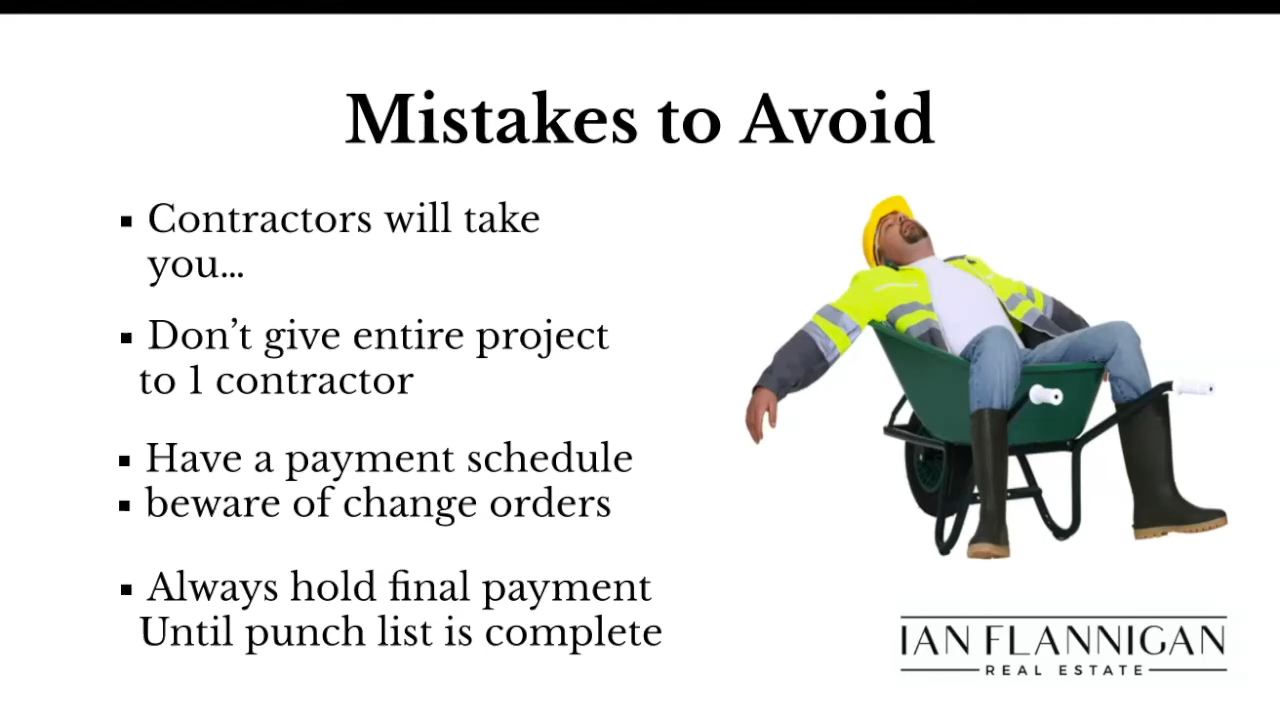 Mistakes to Avoid
▪ Contractors will take
you...
▪ Don’t give entire project
to 1 contractor
▪ Have a payment schedule
▪ beware of change orders
▪ Always hold final payment
Until punch list is complete
IAN FLANNIGAN
REAL ESTATE